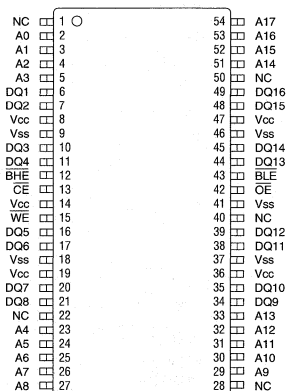 NC 1 54 A17
A0 2 53 A16
A1 3 52 A15
A2 4 51 A14
A3 5 50 NC
DQ1 6 49 DQ16
DQ2 7 48 DQ15
Vcc 8 47 Vcc
Vss 9 46 Vss
DQ3 10 45 DQ14
DQ4 11 44 DQ13
BHE 12 43 BLE
CE 13 42 OE
Vcc 14 41 Vss
WE 15 40 NC
DQ5 16 39 DQ12
DQ6 17 38 DQ11
Vss 18 37 Vss
Vcc 19 36 Vcc
DQ7 20 35 DQ10
DQ8 21 34 DQ9
NC 22 33 A13
A4 23 32 A12
A5 24 31 A11
A6 25 30 A10
A7 26 29 A9
A8 27 28 NC